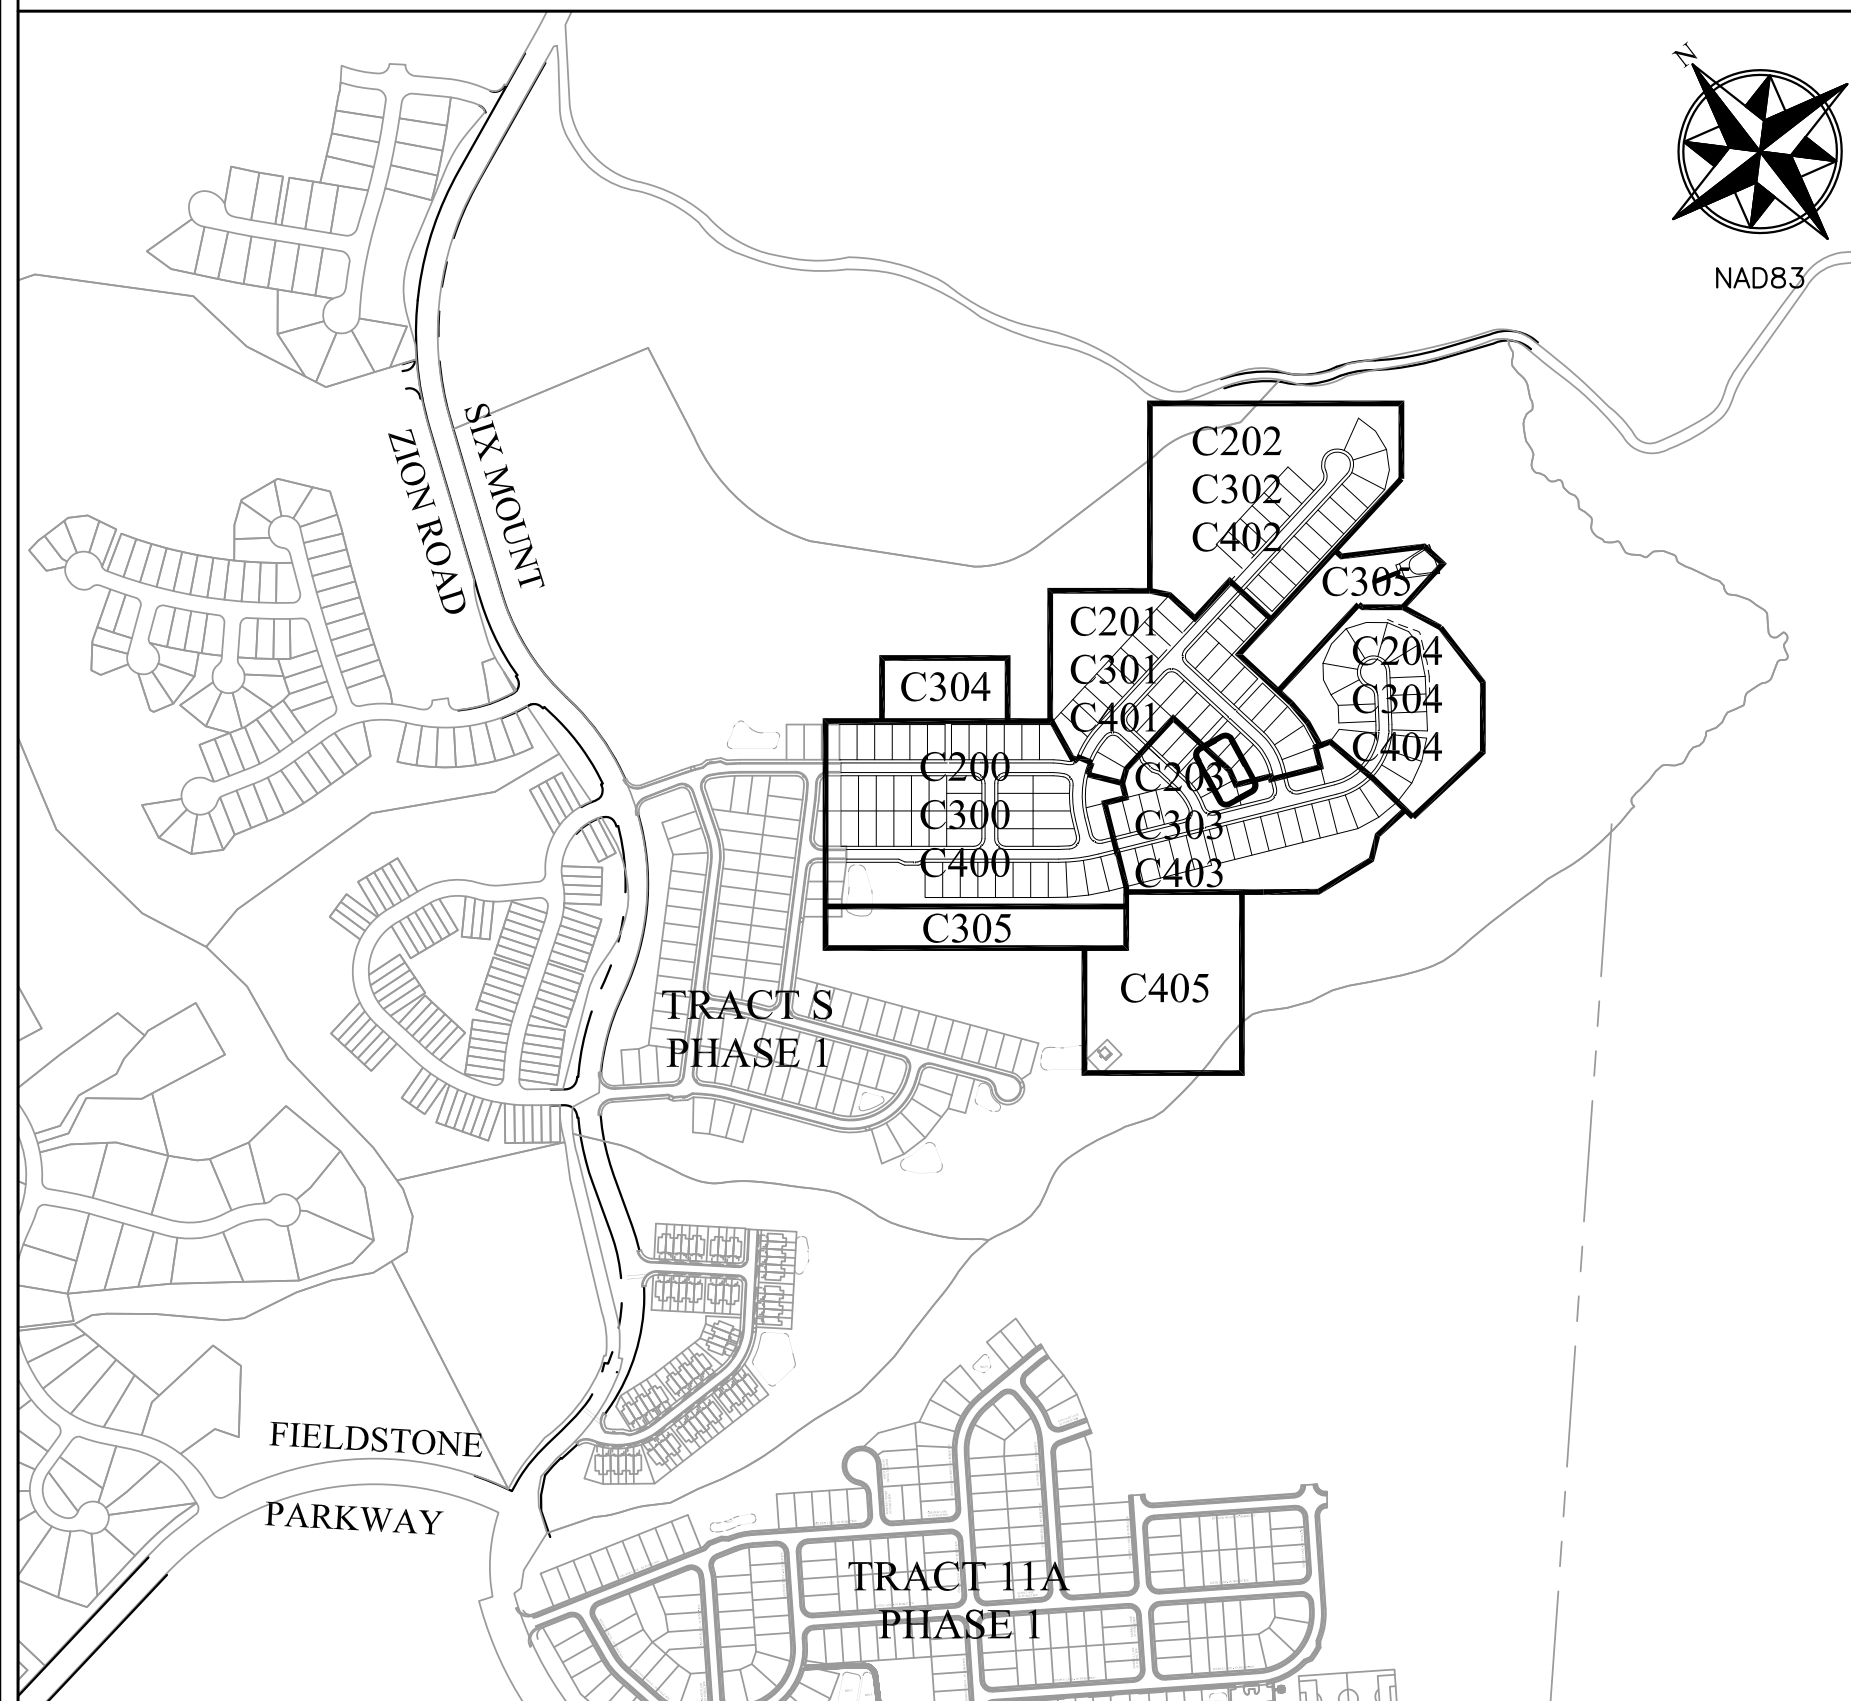 N
NAD83
SIX MOUNT
ZION ROAD
C202
C302
C402
C305
C201
C301
C401
C204
C304
C404
C304
C200
C300
C400
C203
C303
C403
C305
C405
TRACT S
PHASE 1
FIELDSTONE
PARKWAY
TRACT 11A
PHASE 1